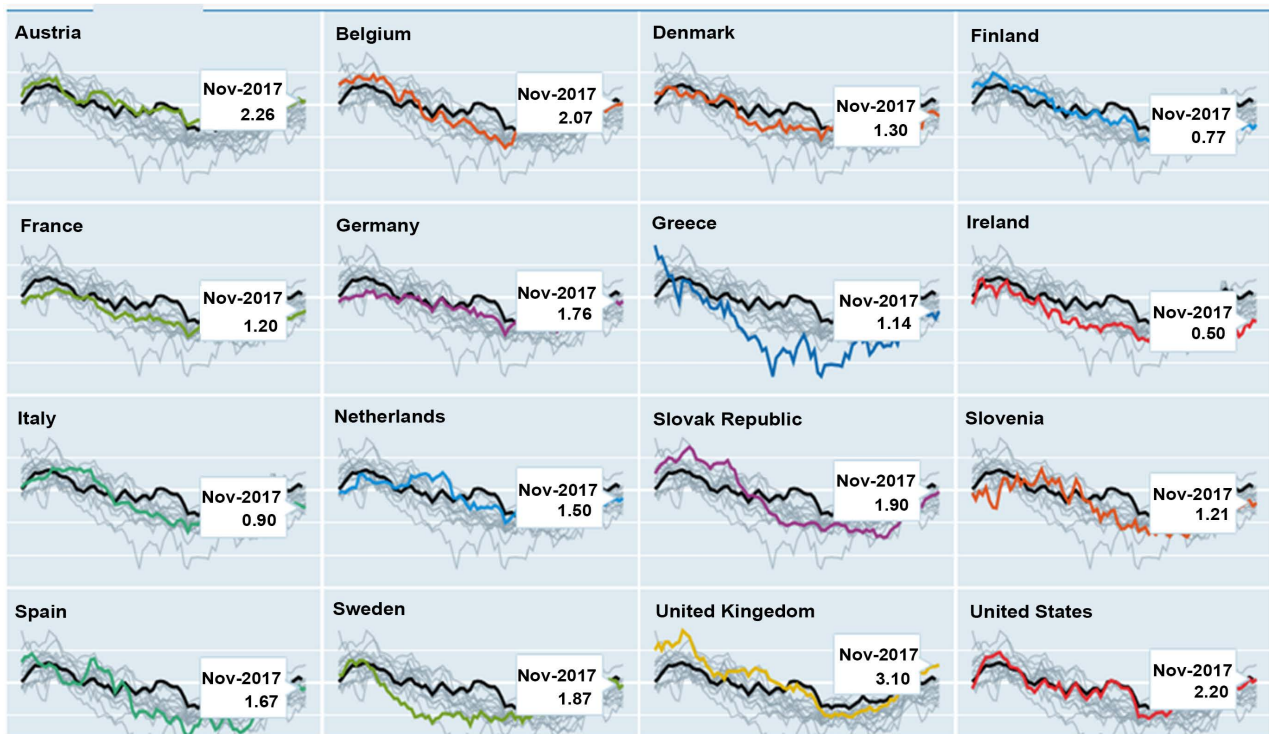 Austria
Nov-2017
2.26
Belgium
Nov-2017
2.07
Denmark
Nov-2017
1.30
Finland
Nov-2017
0.77
France
Nov-2017
1.20
Germany
Nov-2017
1.76
Greece
Nov-2017
1.14
Ireland
Nov-2017
0.50
Italy
Nov-2017
0.90
Netherlands
Nov-2017
1.50
Slovak Republic
Nov-2017
1.90
Slovenia
Nov-2017
1.21
Spain
Nov-2017
1.67
Sweden
Nov-2017
1.87
United Kingedom
Nov-2017
3.10
United States
Nov-2017
2.20